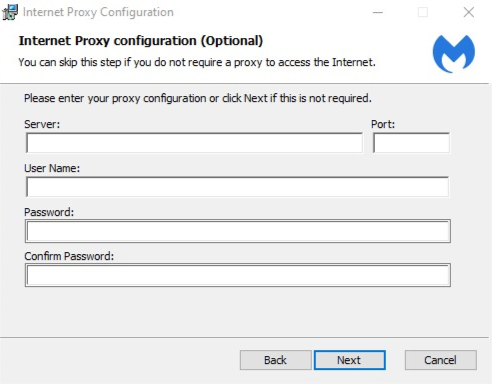 Internet Proxy Configuration
Internet Proxy configuration (Optional)
You can skip this step if you do not require a proxy to access the Internet.
Please enter your proxy configuration or click Next if this is not required.
Server: Port:
User Name:
Password:
Confirm Password:
Back Next Cancel